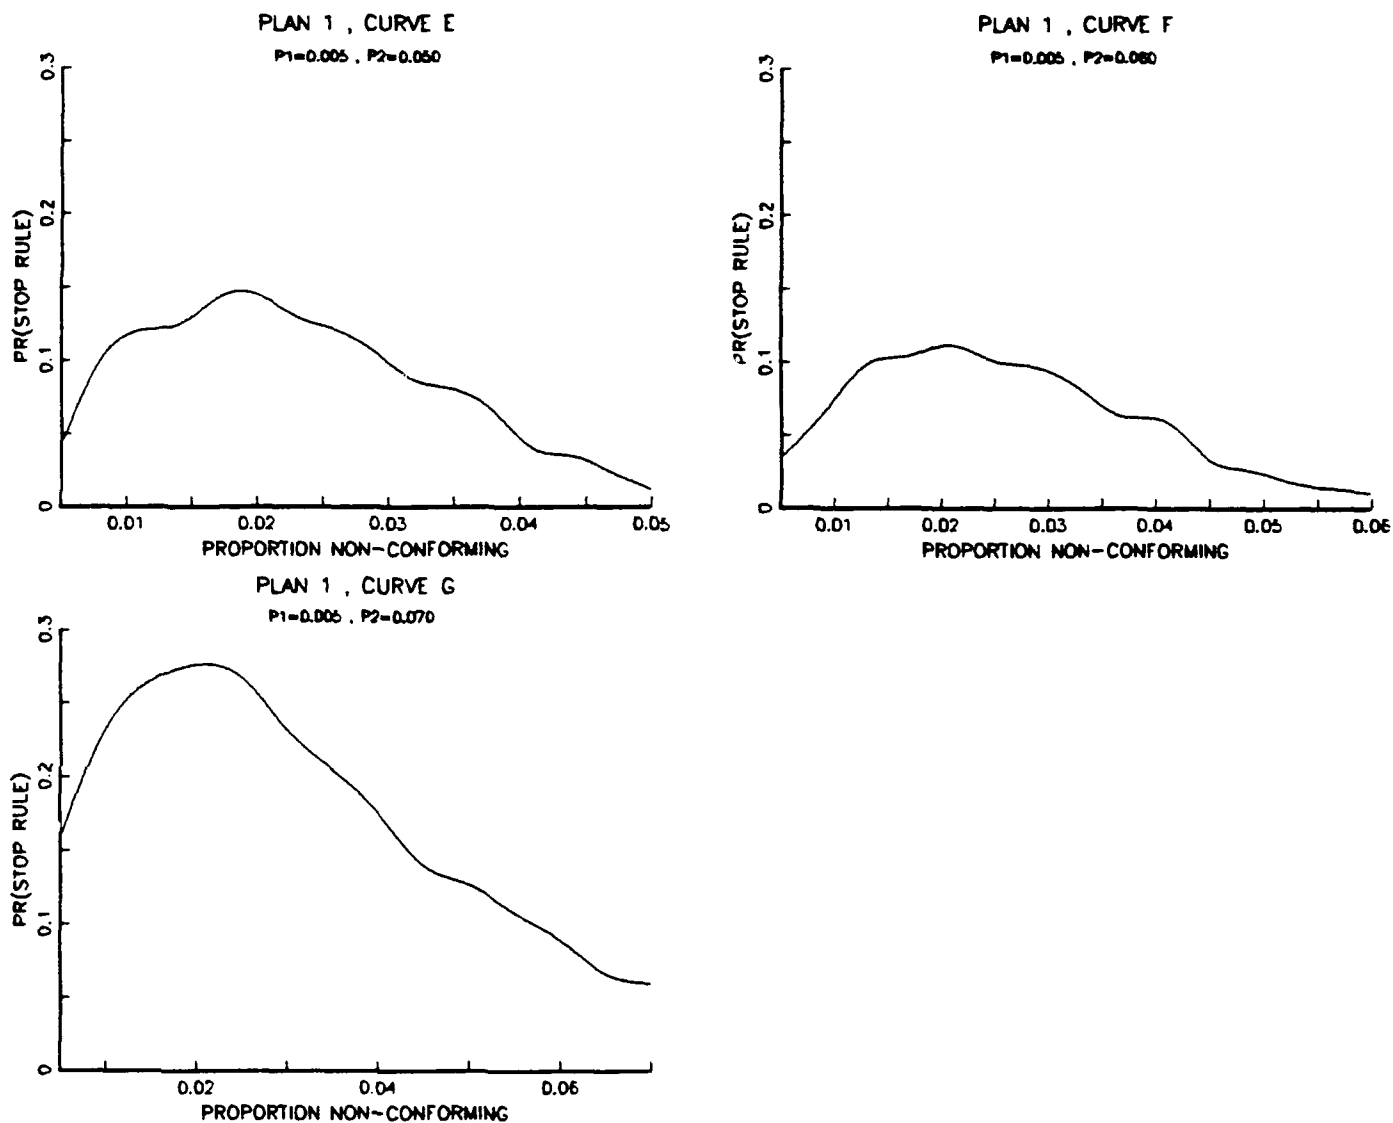 PLAN 1 , CURVE E
P1=0.005 , P2=0.050
0.3
0.2
0.1
0
PR(STOP RULE)
0.01 0.02 0.03 0.04 0.05
PROPORTION NON-CONFORMING
PLAN 1 , CURVE F
P1=0.005 , P2=0.060
0.3
0.2
0.1
0
PR(STOP RULE)
0.01 0.02 0.03 0.04 0.05 0.06
PROPORTION NON-CONFORMING
PLAN 1 , CURVE G
P1=0.005 , P2=0.070
0.3
0.2
0.1
0
PR(STOP RULE)
0.02 0.04 0.06
PROPORTION NON-CONFORMING